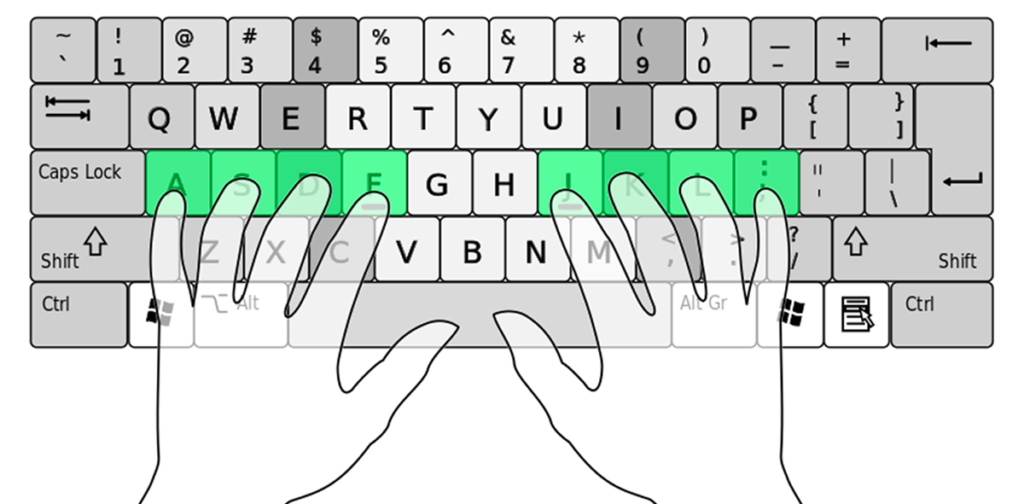 ~ ! @ # $ % ^ & * ( ) _ +
` 1 2 3 4 5 6 7 8 9 0 - =
Q W E R T Y U I O P { }
[ ]
Caps Lock A S D F G H J K L : " |
; ' \
Shift Z X C V B N M < > ? Shift
, . /
Ctrl Alt Alt Gr Ctrl